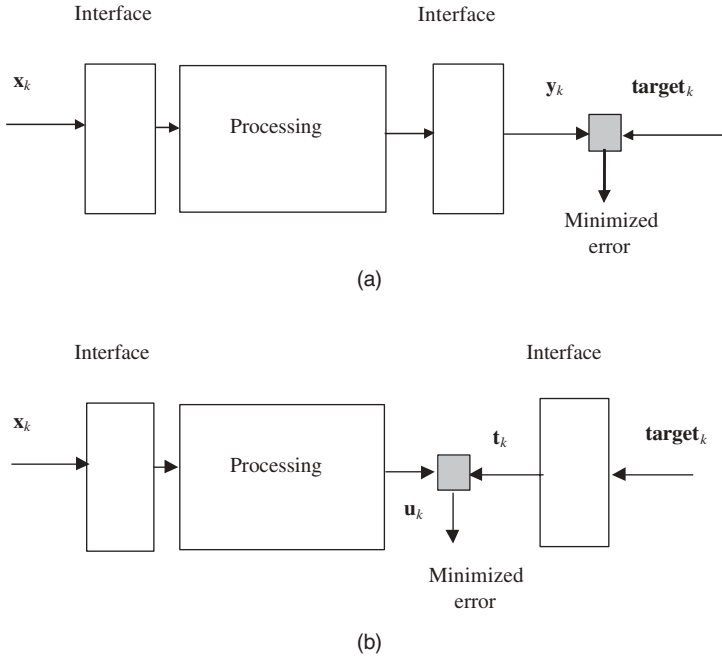 Interface Interface
x_k y_k target_k
Processing
Minimized
error
(a)
Interface Interface
x_k t_k target_k
Processing
u_k
Minimized
error
(b)